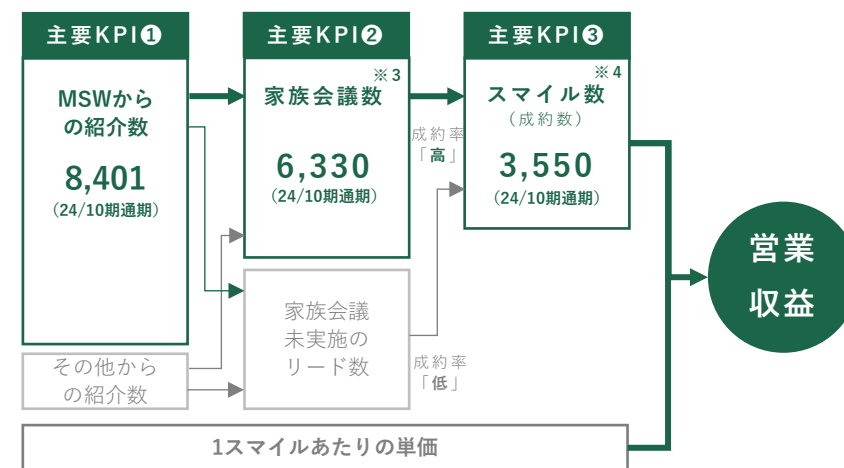 主要KPI❶
MSWから
の紹介数
8,401
（24/10期通期）
その他から
の紹介数
主要KPI❷
※3
家族会議数
6,330
（24/10期通期）
家族会議
未実施の
リード数
成約率
「高」
成約率
「低」
主要KPI❸
※4
スマイル数
（成約数）
3,550
（24/10期通期）
営業
収益
1スマイルあたりの単価